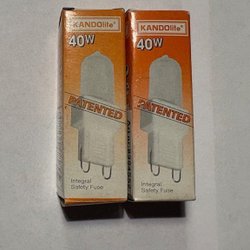 KANDOlite®
40W
PATENTED
Integral
Safety Fuse
KANDOlite®
40W
PATENTED
Integral
Safety Fuse